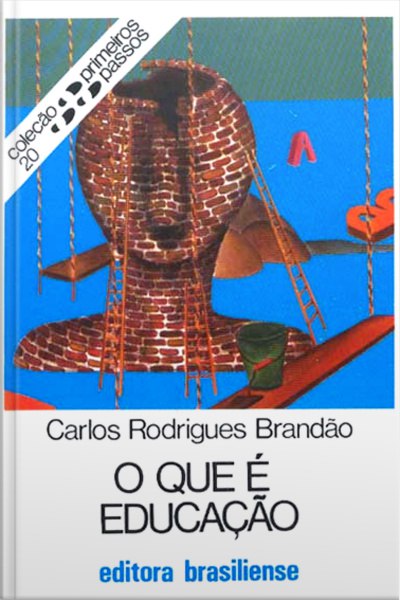 coleção
20
primeiros
passos
A
Carlos Rodrigues Brandão
O QUE É
EDUCAÇÃO
editora brasiliense